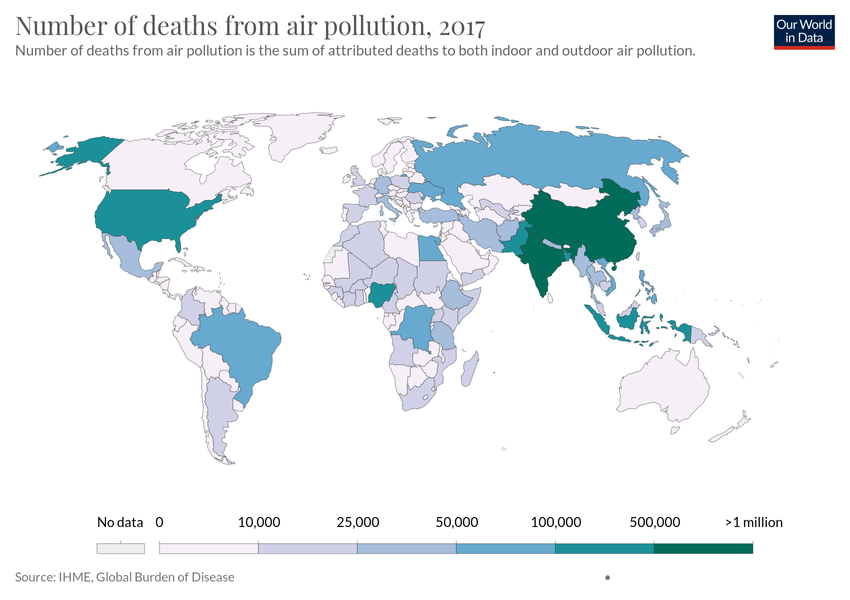 Number of deaths from air pollution, 2017
Our World
in Data
Number of deaths from air pollution is the sum of attributed deaths to both indoor and outdoor air pollution.
No data 0 10,000 25,000 50,000 100,000 500,000 >1 million
Source: IHME, Global Burden of Disease